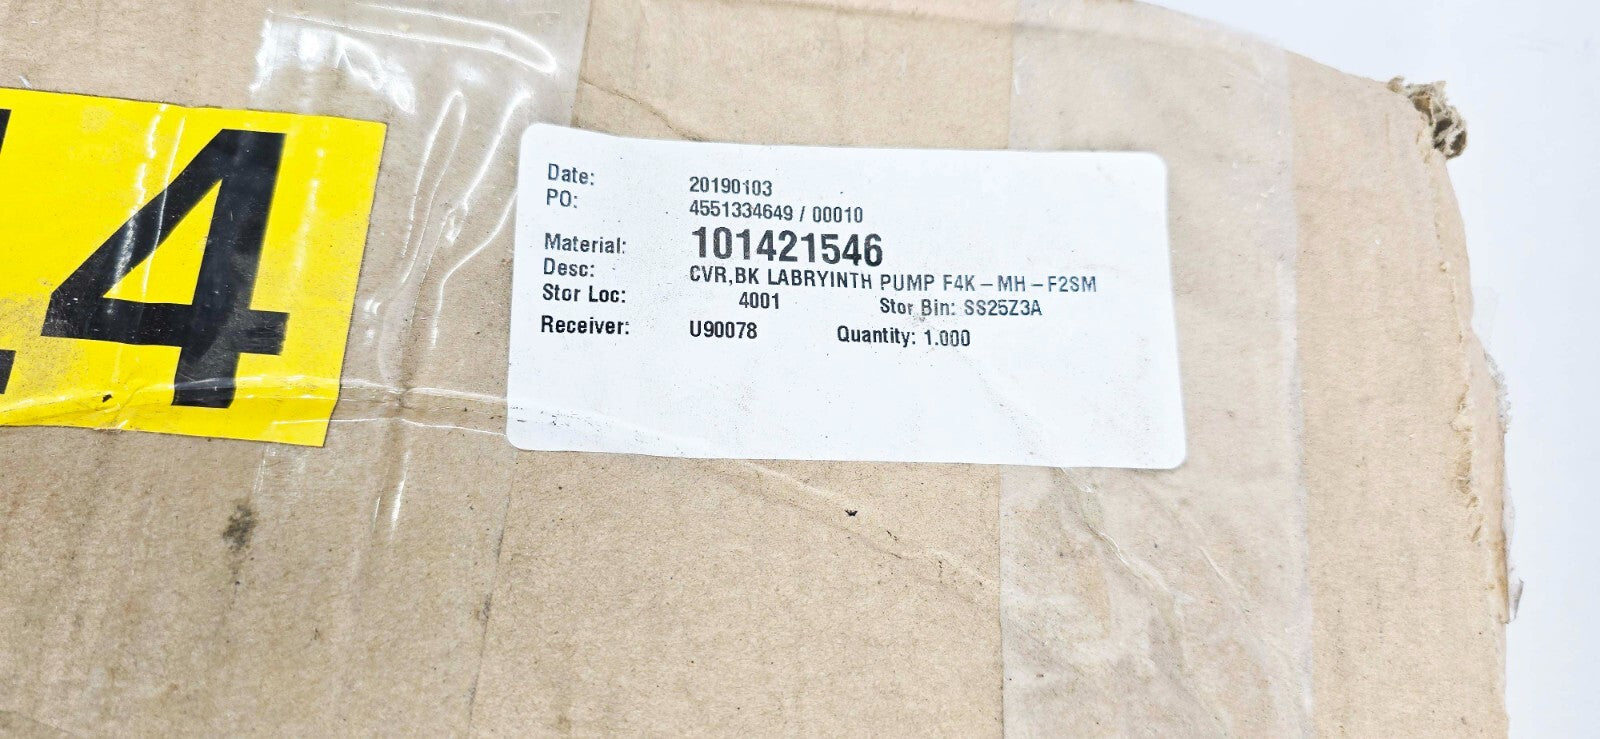 4
Date: 20190103
PO: 4551334649 / 00010
Material: 101421546
Desc: CVR,BK LABRYINTH PUMP F4K-MH-F2SM
Stor Loc: 4001 Stor Bin: SS25Z3A
Receiver: U90078 Quantity: 1.000